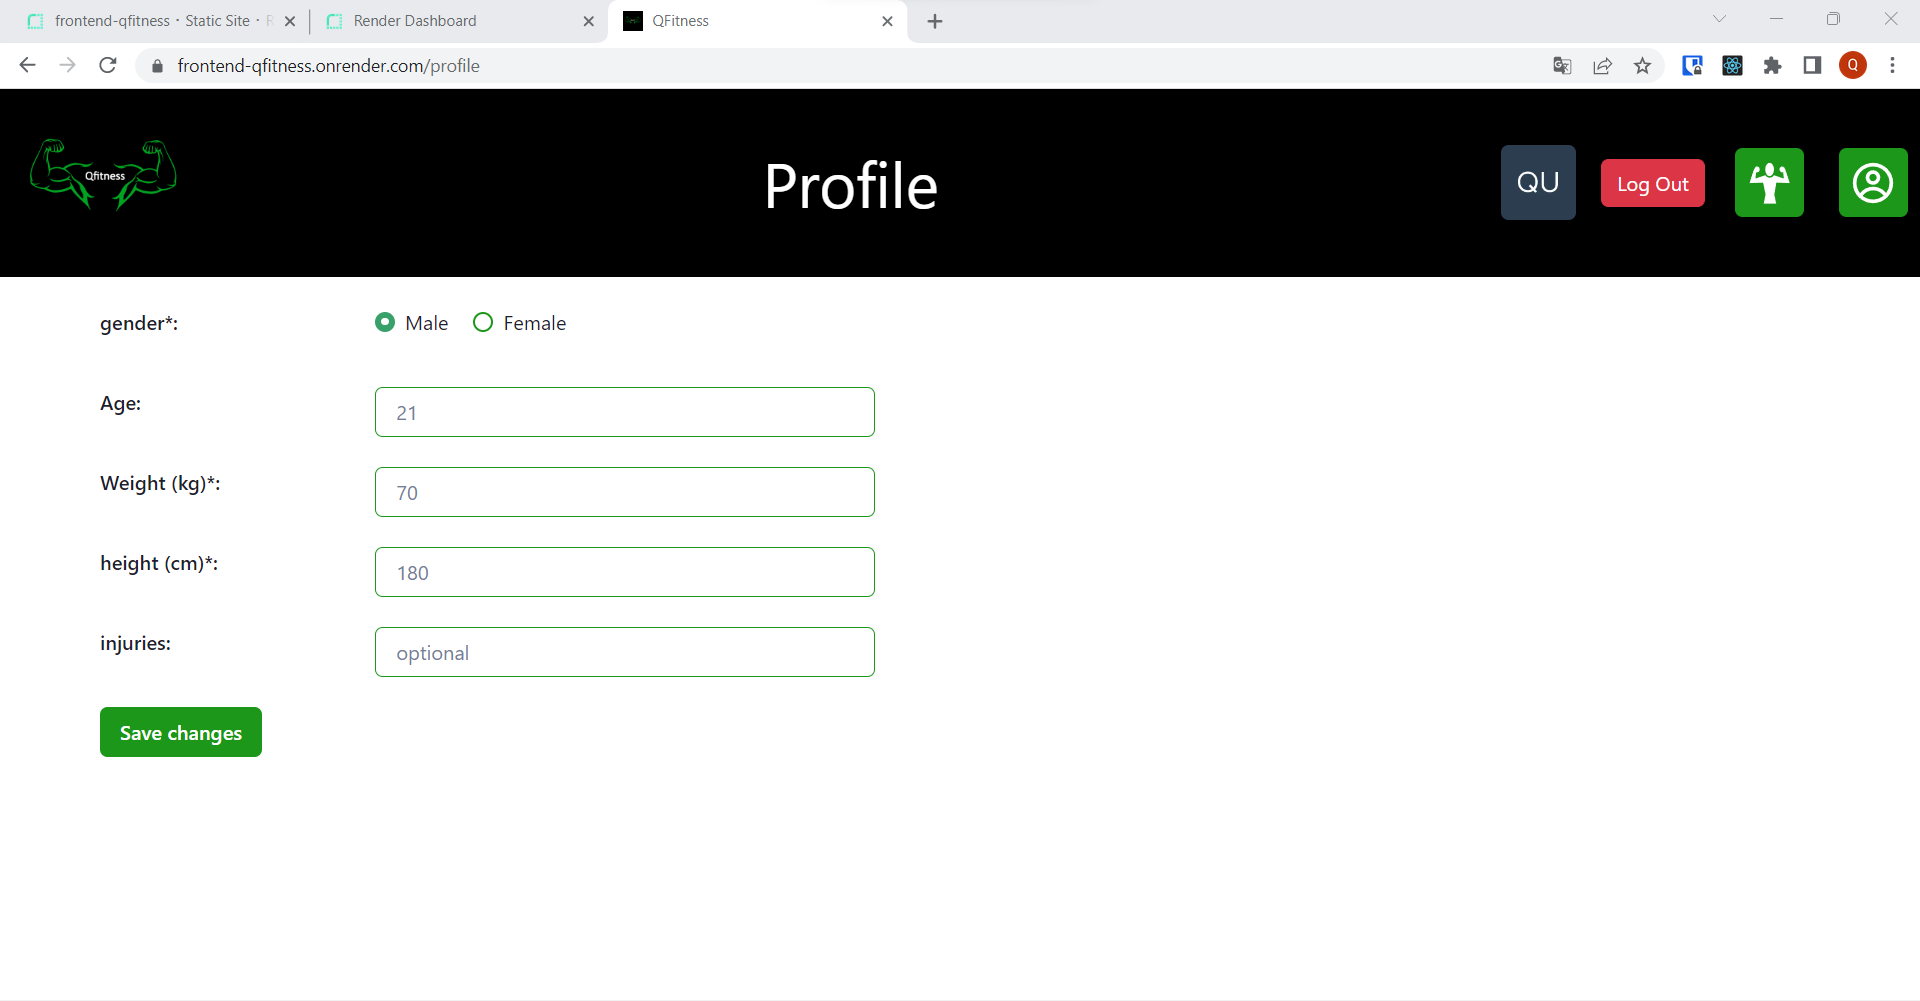 frontend-qfitness · Static Site · R
Render Dashboard
QFitness
frontend-qfitness.onrender.com/profile
Q
Qfitness
Profile
QU
Log Out
gender*:
Male
Female
Age:
21
Weight (kg)*:
70
height (cm)*:
180
injuries:
optional
Save changes